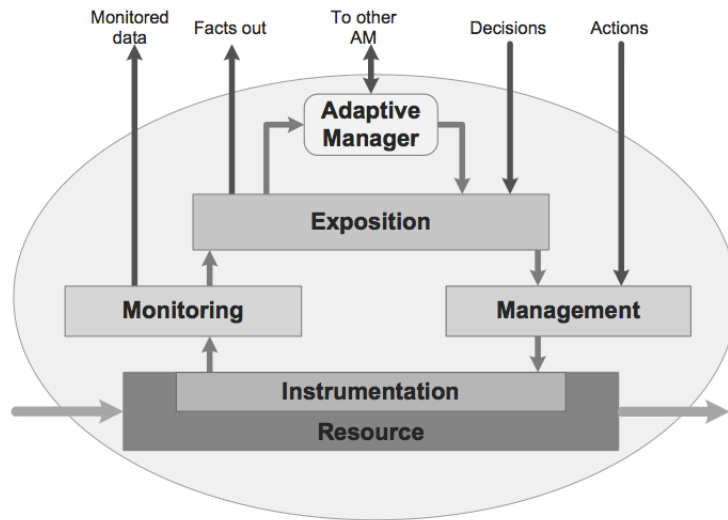 Monitored
data
Facts out
To other
AM
Decisions
Actions
Adaptive
Manager
Exposition
Monitoring
Management
Instrumentation
Resource